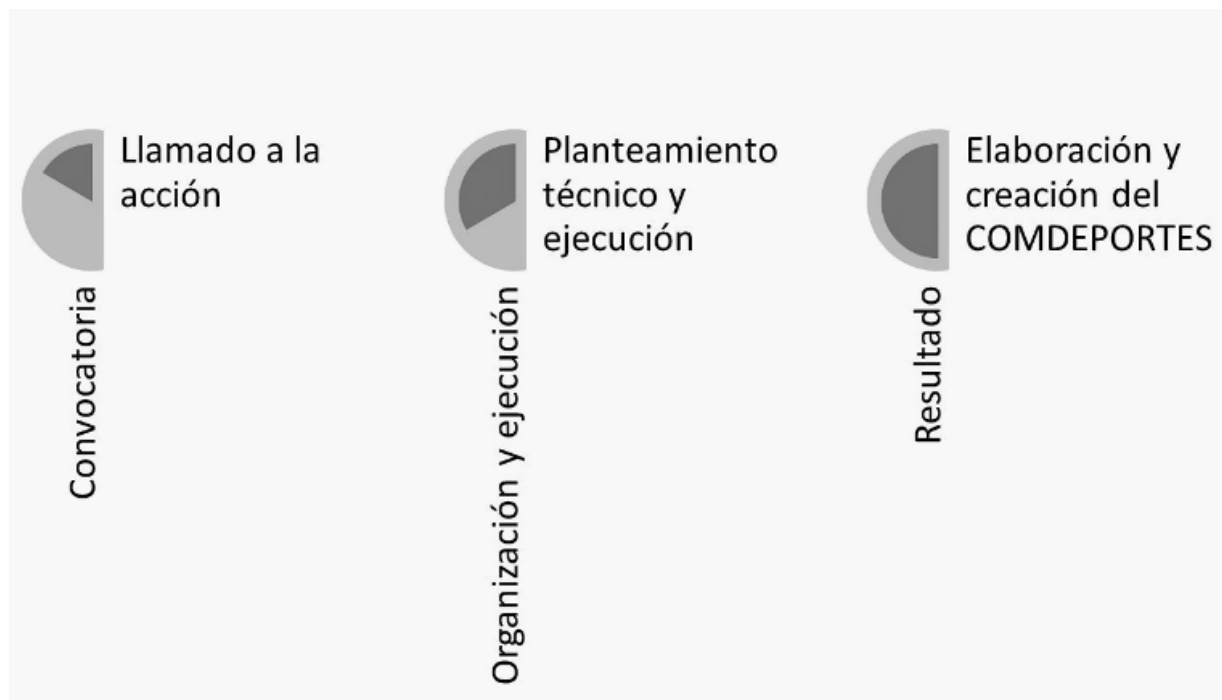 Llamado a la
acción
Convocatoria
Planteamiento
técnico y
ejecución
Organización y ejecución
Elaboración y
creación del
COMDEPORTES
Resultado